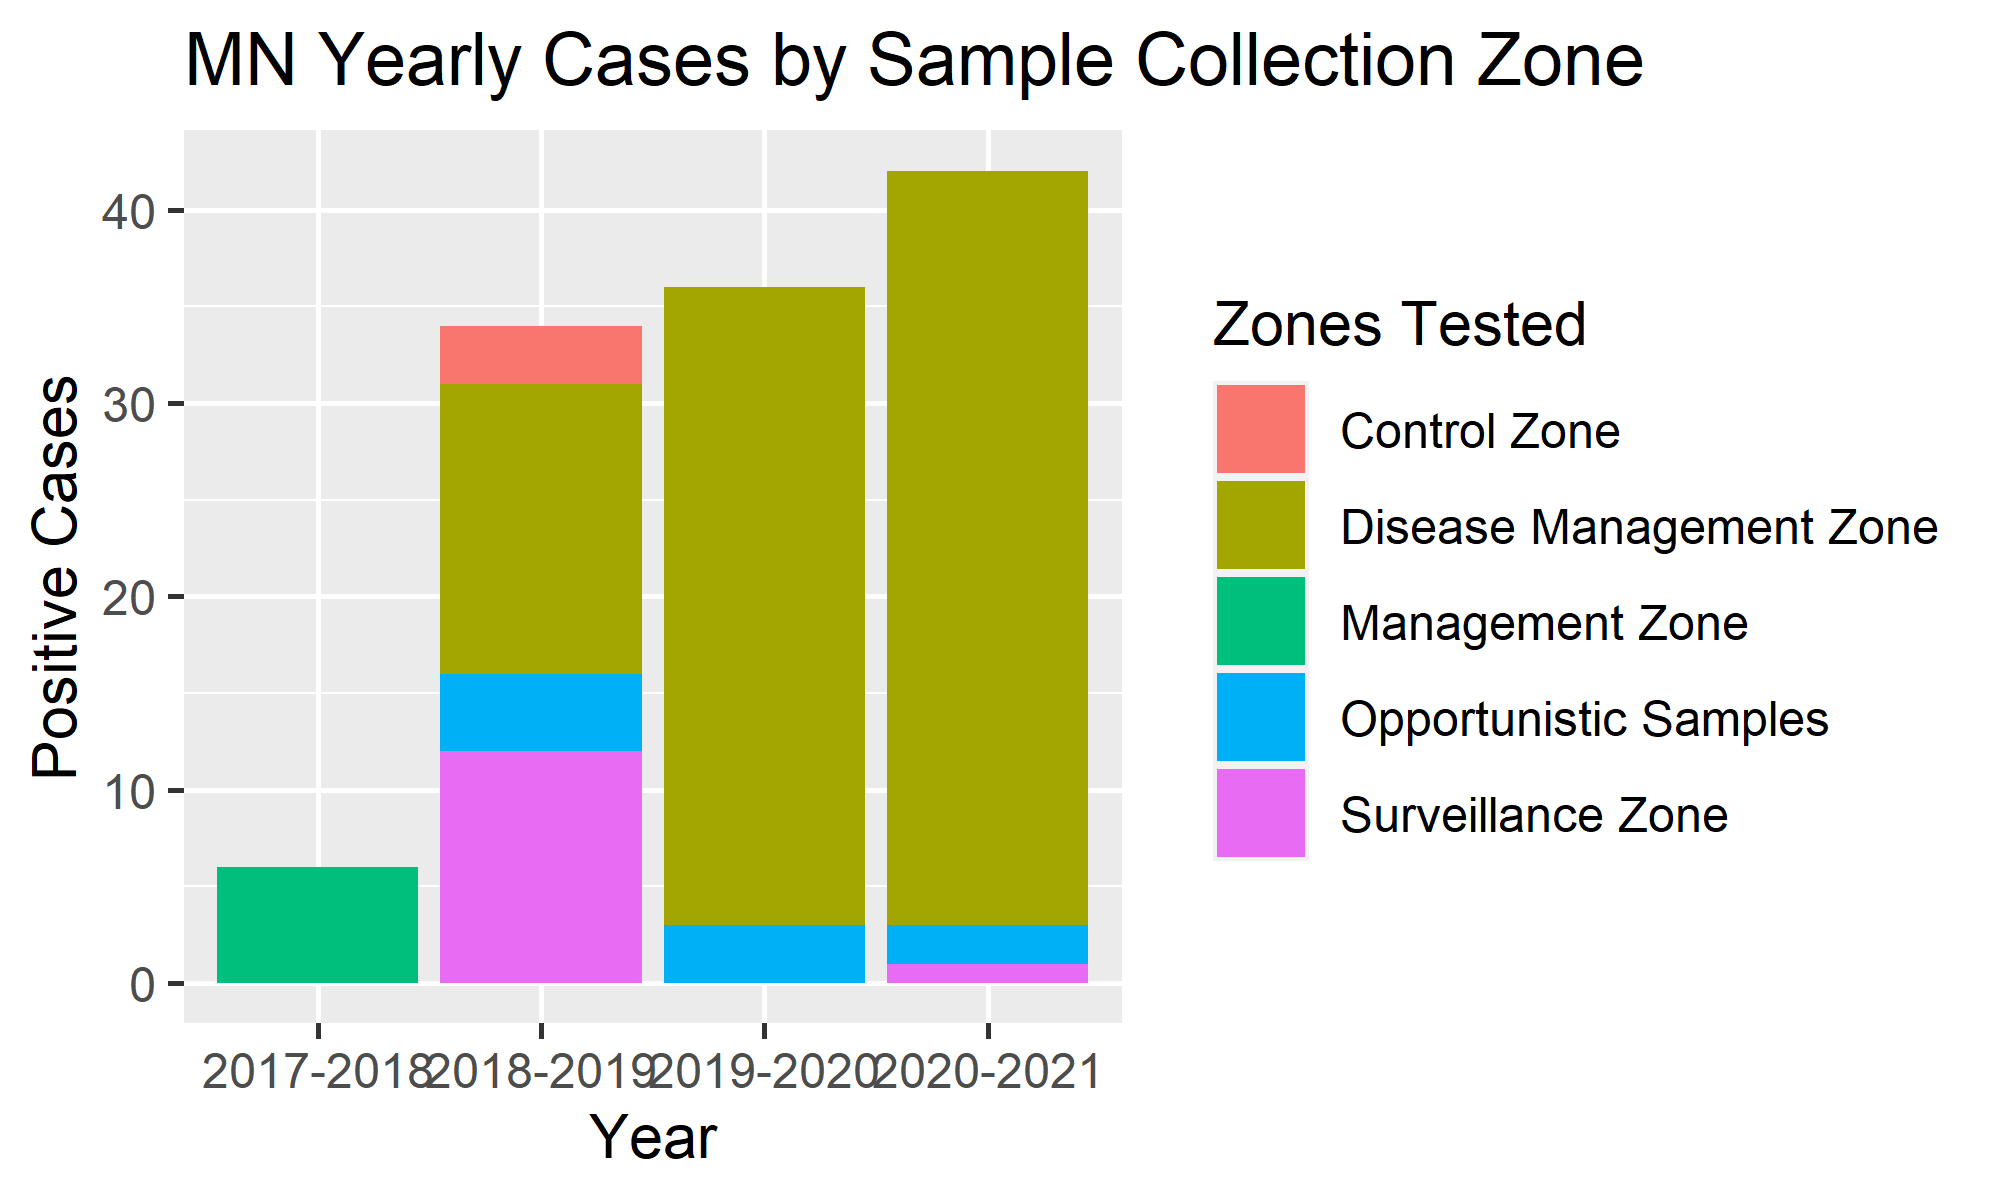 MN Yearly Cases by Sample Collection Zone
Positive Cases
40
30
20
10
0
2017-2018
2018-2019
2019-2020
2020-2021
Year
Zones Tested
Control Zone
Disease Management Zone
Management Zone
Opportunistic Samples
Surveillance Zone